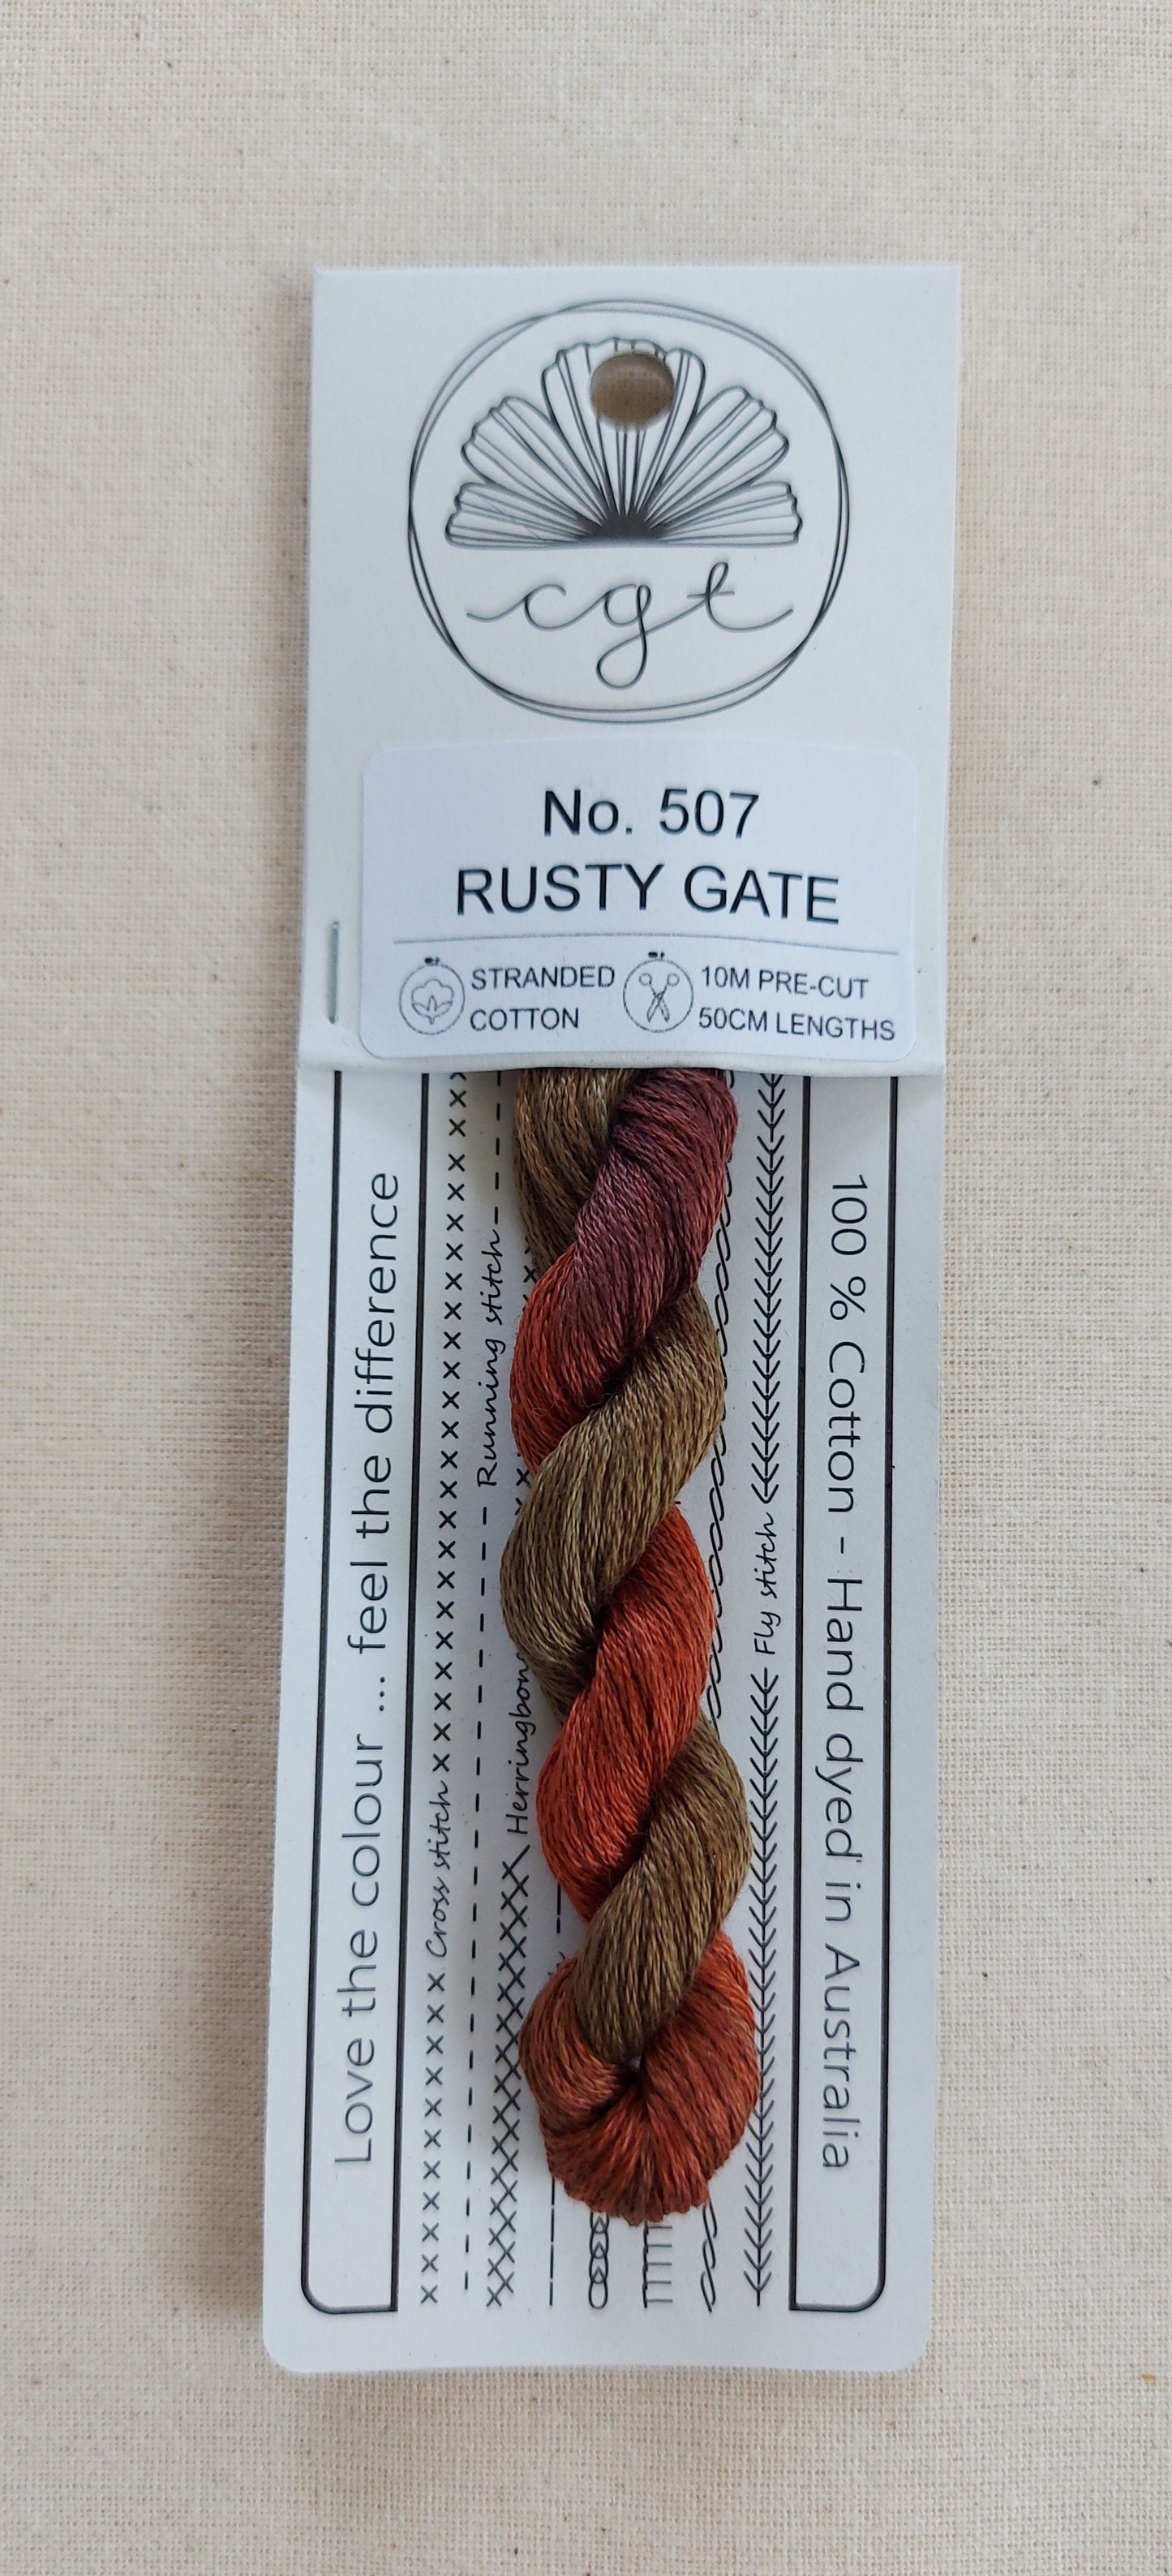 cgt
No. 507
RUSTY GATE
STRANDED
COTTON
10M PRE-CUT
50CM LENGTHS
Love the colour ... feel the difference
Cross stitch
Running stitch
Herringbon
Fly stitch
100 % Cotton - Hand dyed in Australia